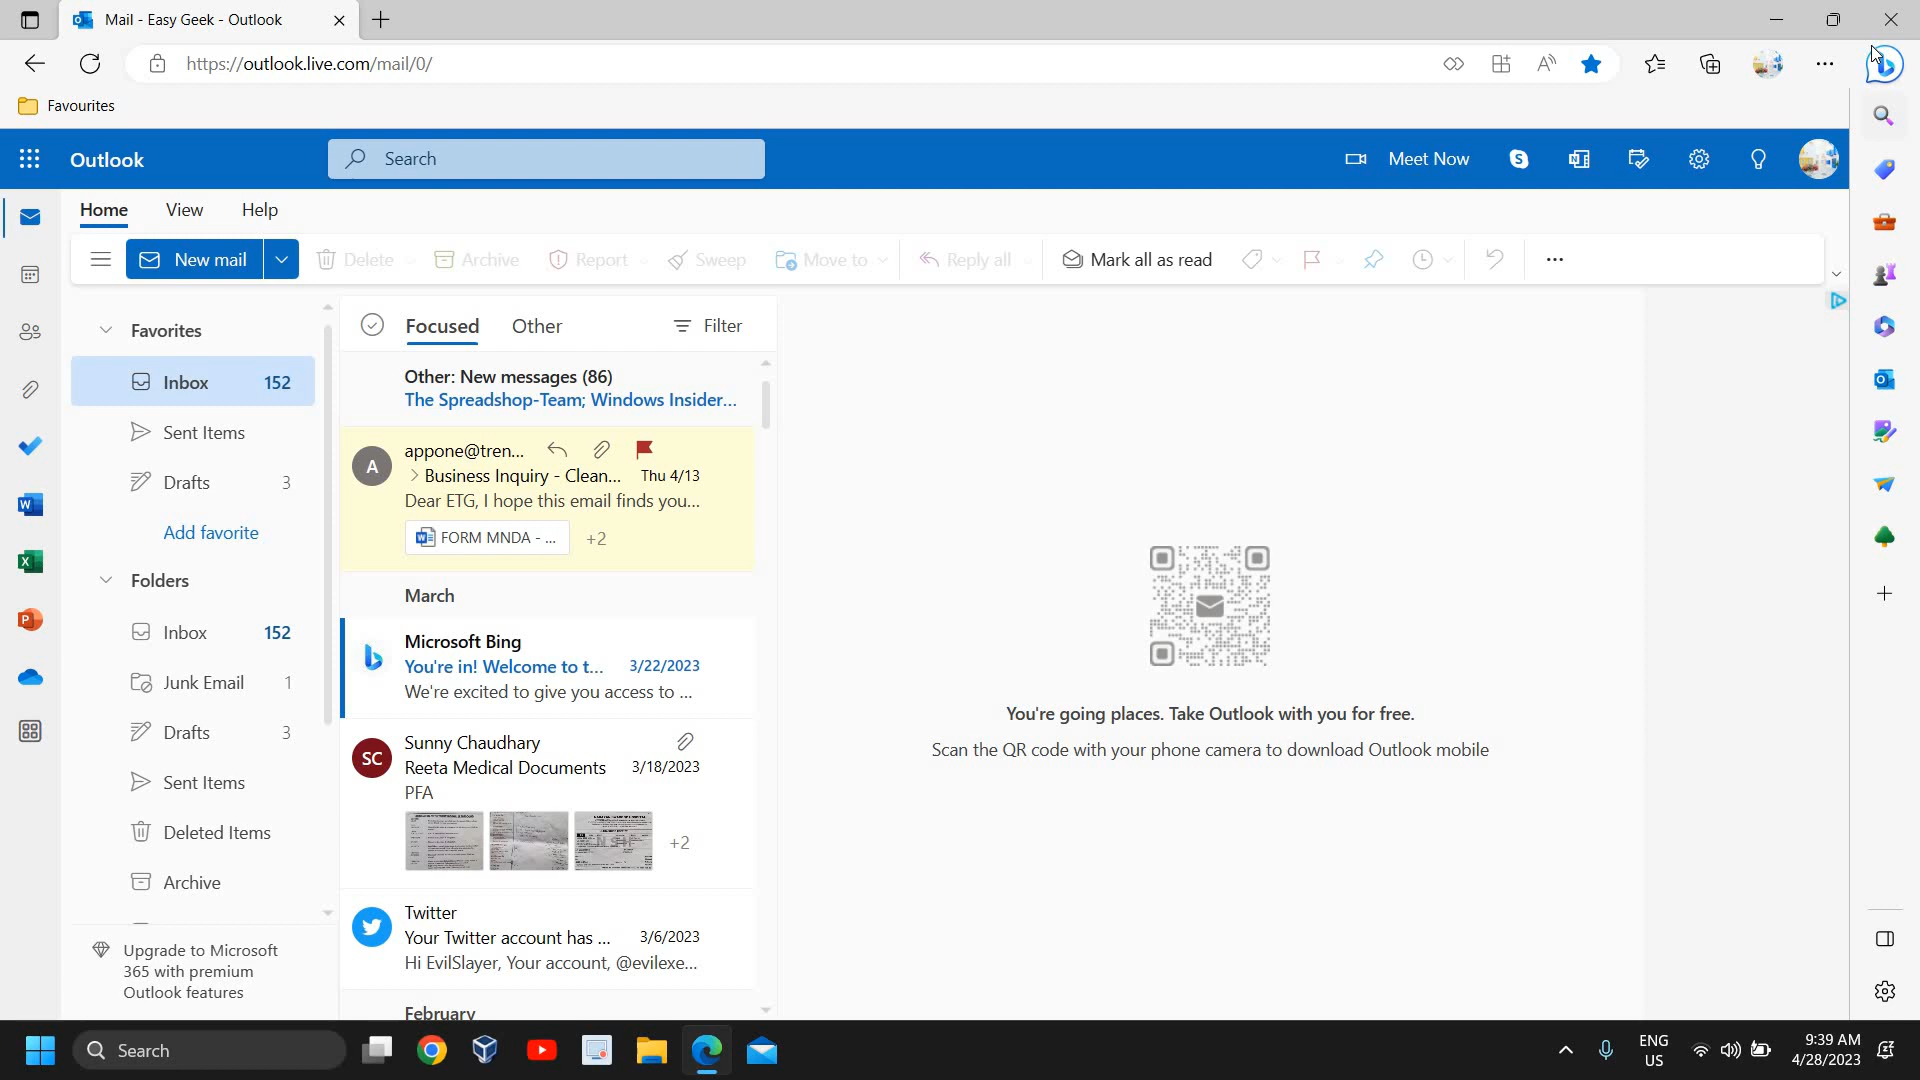 Mail - Easy Geek - Outlook
https://outlook.live.com/mail/0/
Favourites
Outlook
Search
Meet Now
Home View Help
New mail Delete Archive Report Sweep Move to Reply all Mark all as read
Favorites
Inbox 152
Sent Items
Drafts 3
Add favorite
Folders
Inbox 152
Junk Email 1
Drafts 3
Sent Items
Deleted Items
Archive
Upgrade to Microsoft
365 with premium
Outlook features
Focused Other Filter
Other: New messages (86)
The Spreadshop-Team; Windows Insider...
A
appone@tren...
Business Inquiry - Clean... Thu 4/13
Dear ETG, I hope this email finds you...
FORM MNDA - ... +2
March
Microsoft Bing
You're in! Welcome to t... 3/22/2023
We're excited to give you access to ...
SC
Sunny Chaudhary
Reeta Medical Documents 3/18/2023
PFA
+2
Twitter
Your Twitter account has ... 3/6/2023
Hi EvilSlayer, Your account, @evilexe...
February
You're going places. Take Outlook with you for free.
Scan the QR code with your phone camera to download Outlook mobile
Search
ENG
US
9:39 AM
4/28/2023